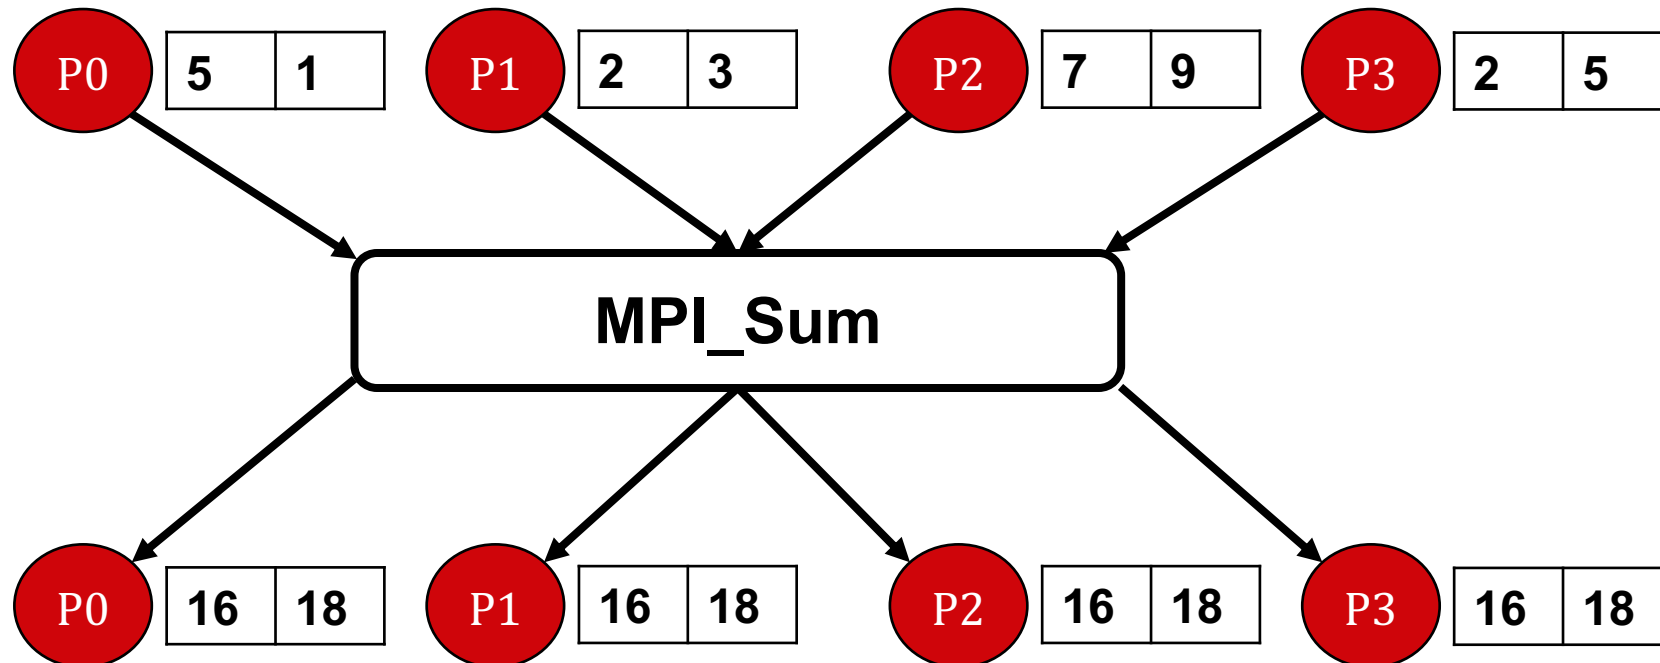 P0 5 1 P1 2 3 P2 7 9 P3 2 5
MPI_Sum
P0 16 18 P1 16 18 P2 16 18 P3 16 18